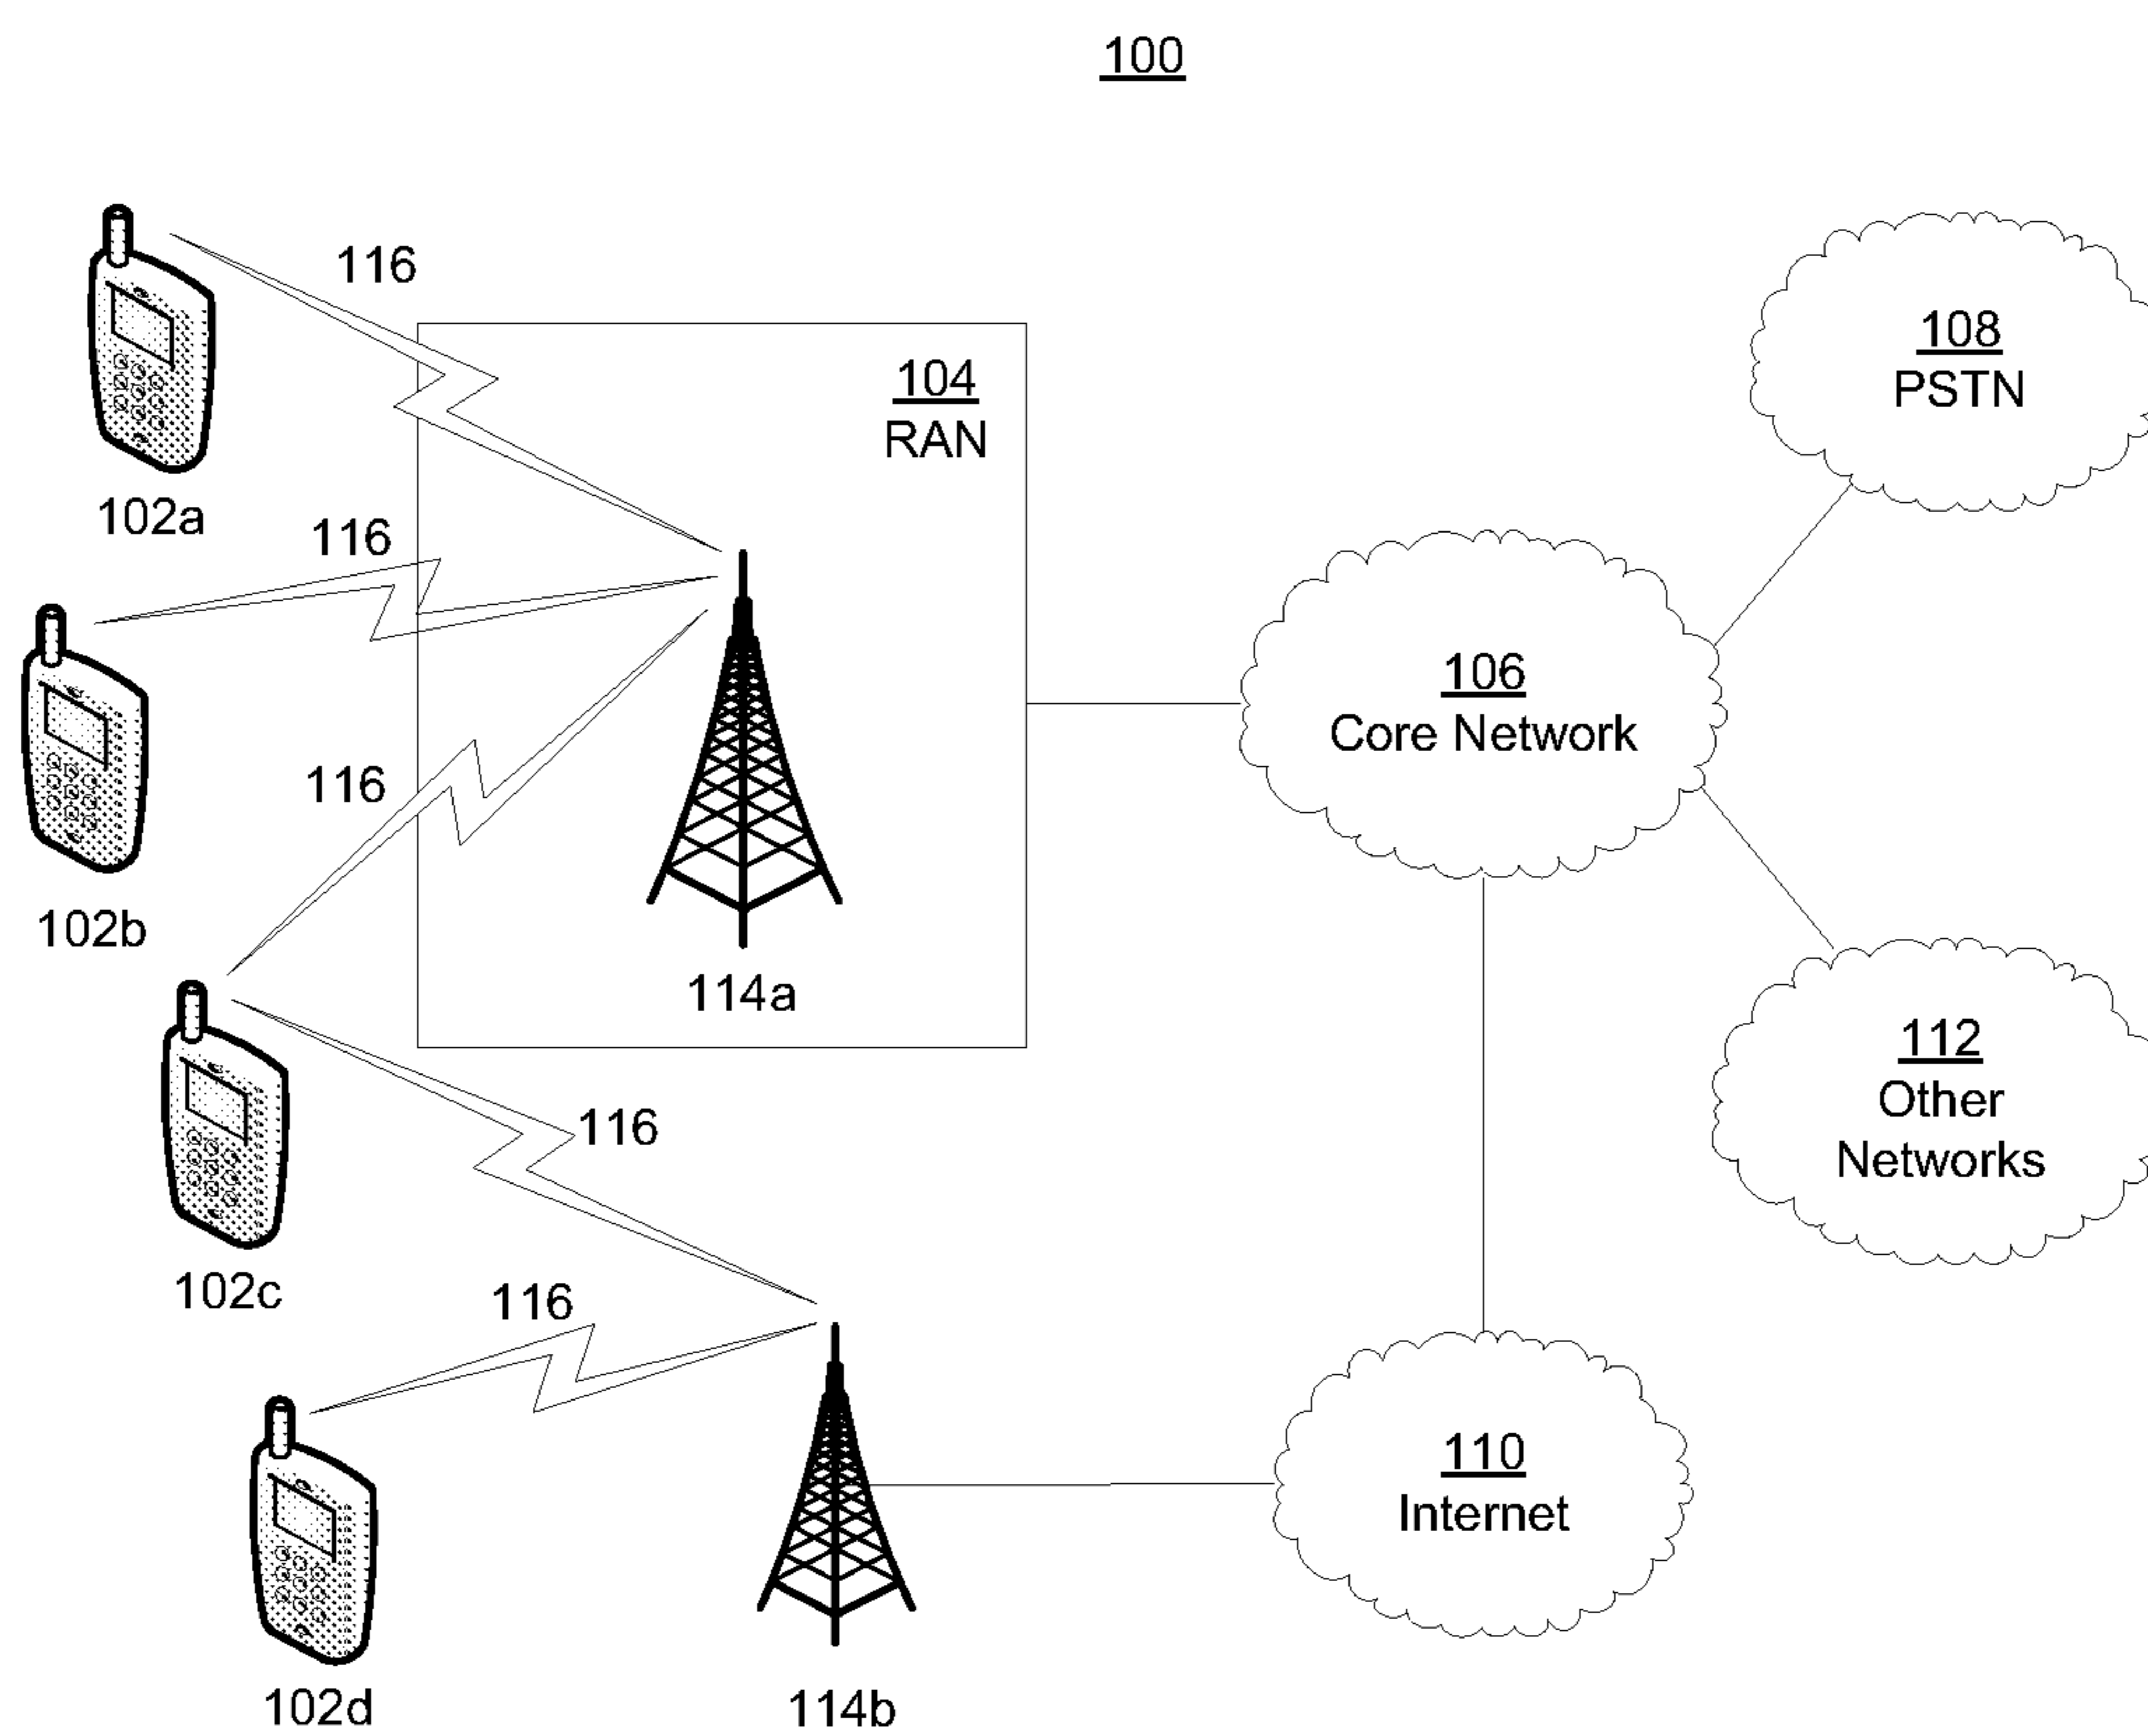 100
116
104
RAN
108
PSTN
102a
116
106
Core Network
116
102b
114a
112
Other
Networks
116
102c
116
110
Internet
102d
114b